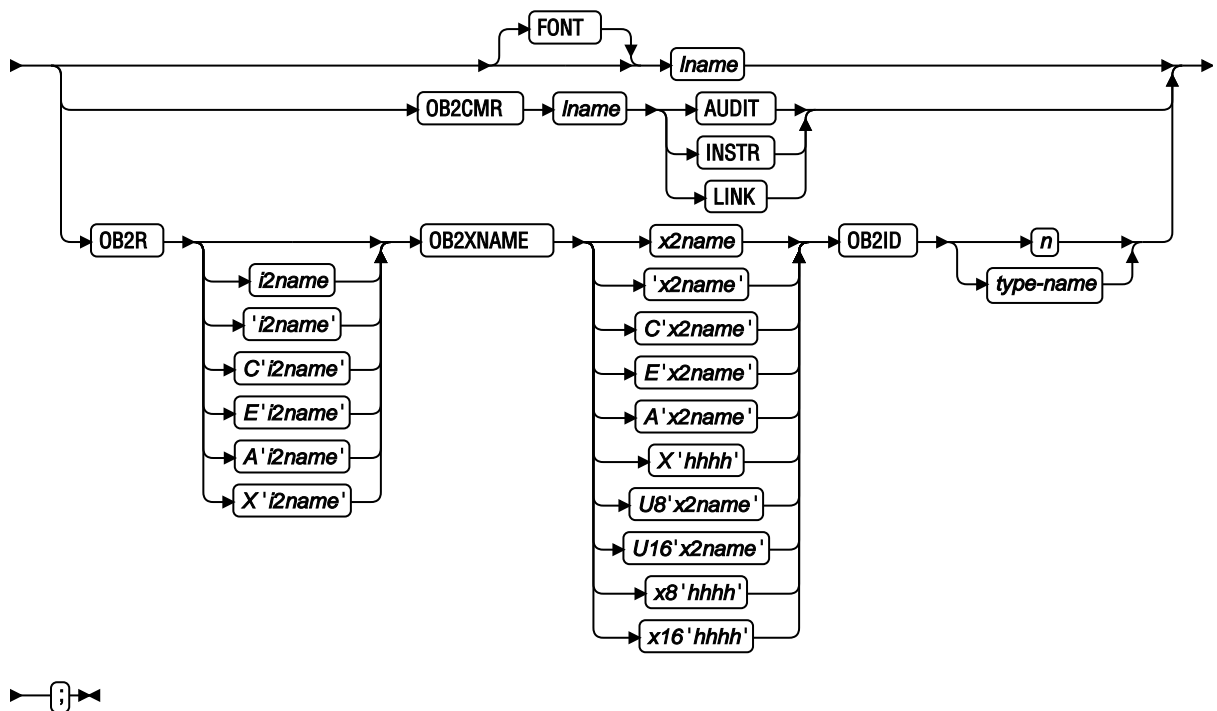 FONT
lname
OB2CMR lname AUDIT
INSTR
LINK
OB2R OB2XNAME x2name OB2ID n
i2name 'x2name' type-name
'i2name' C'x2name'
C'i2name' E'x2name'
E'i2name' A'x2name'
A'i2name' X'hhhh'
X'i2name' U8'x2name'
U16'x2name'
x8'hhhh'
x16'hhhh'
;